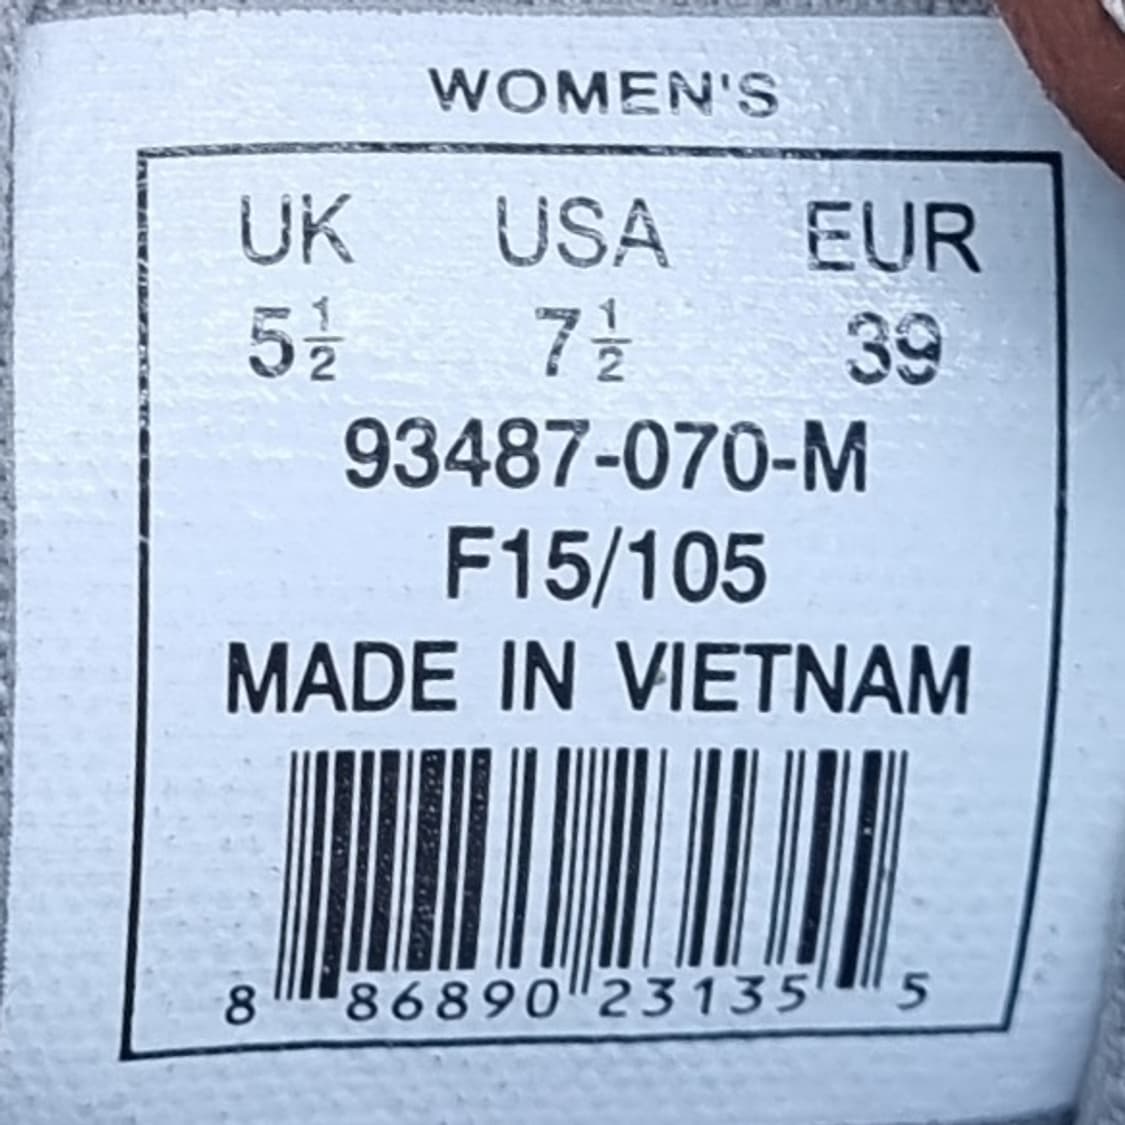 WOMEN'S
UK USA EUR
5½ 7½ 39
93487-070-M
F15/105
MADE IN VIETNAM
8 86890 23135 5